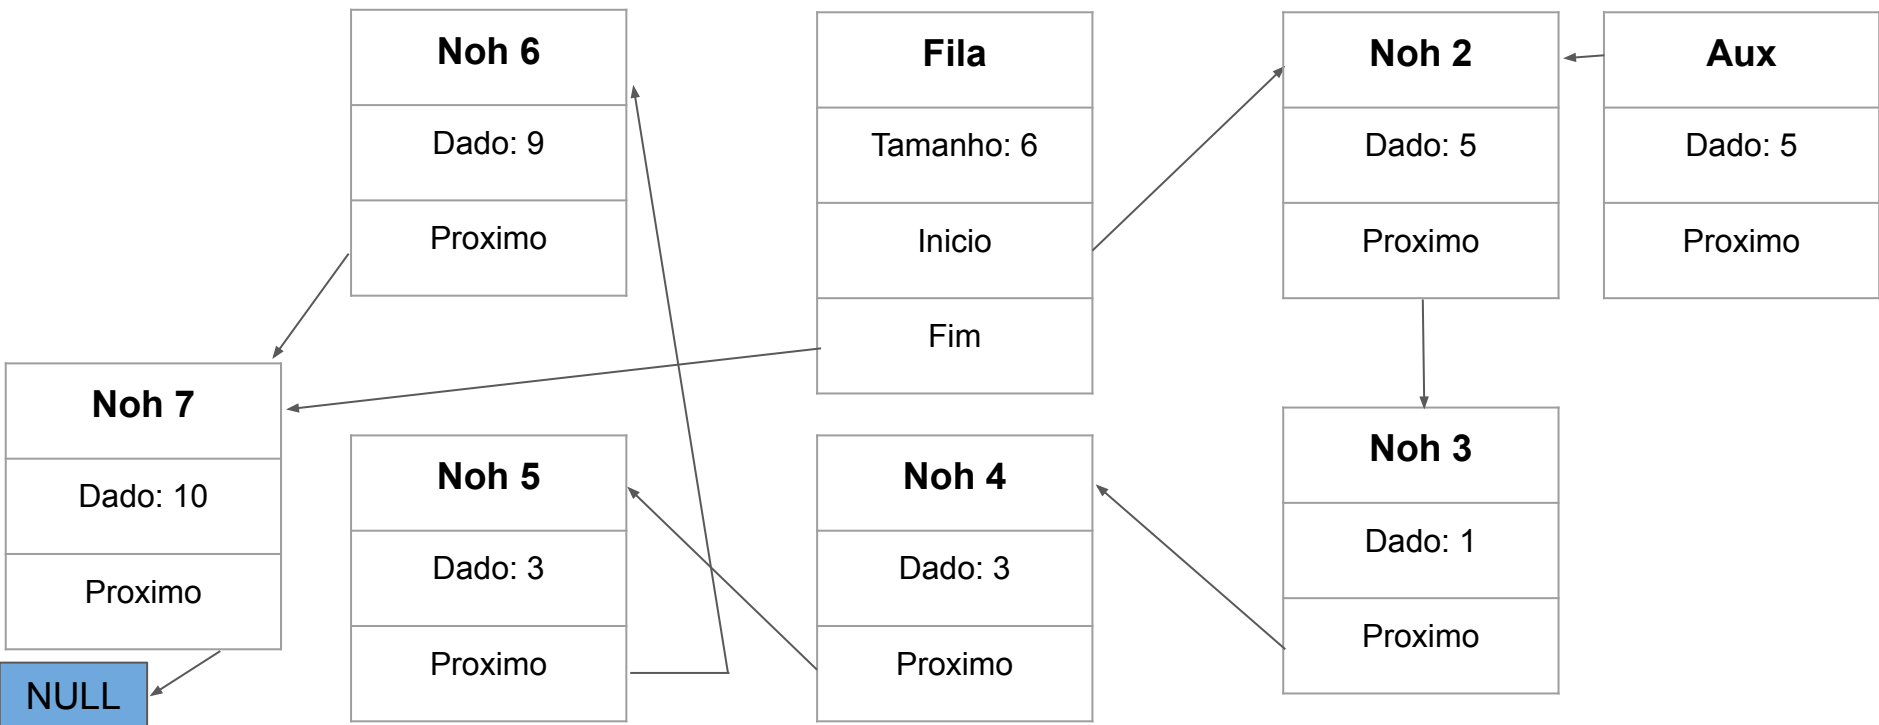 Noh 6
Dado: 9
Proximo
Fila
Tamanho: 6
Inicio
Fim
Noh 2
Dado: 5
Proximo
Aux
Dado: 5
Proximo
Noh 7
Dado: 10
Proximo
NULL
Noh 5
Dado: 3
Proximo
Noh 4
Dado: 3
Proximo
Noh 3
Dado: 1
Proximo